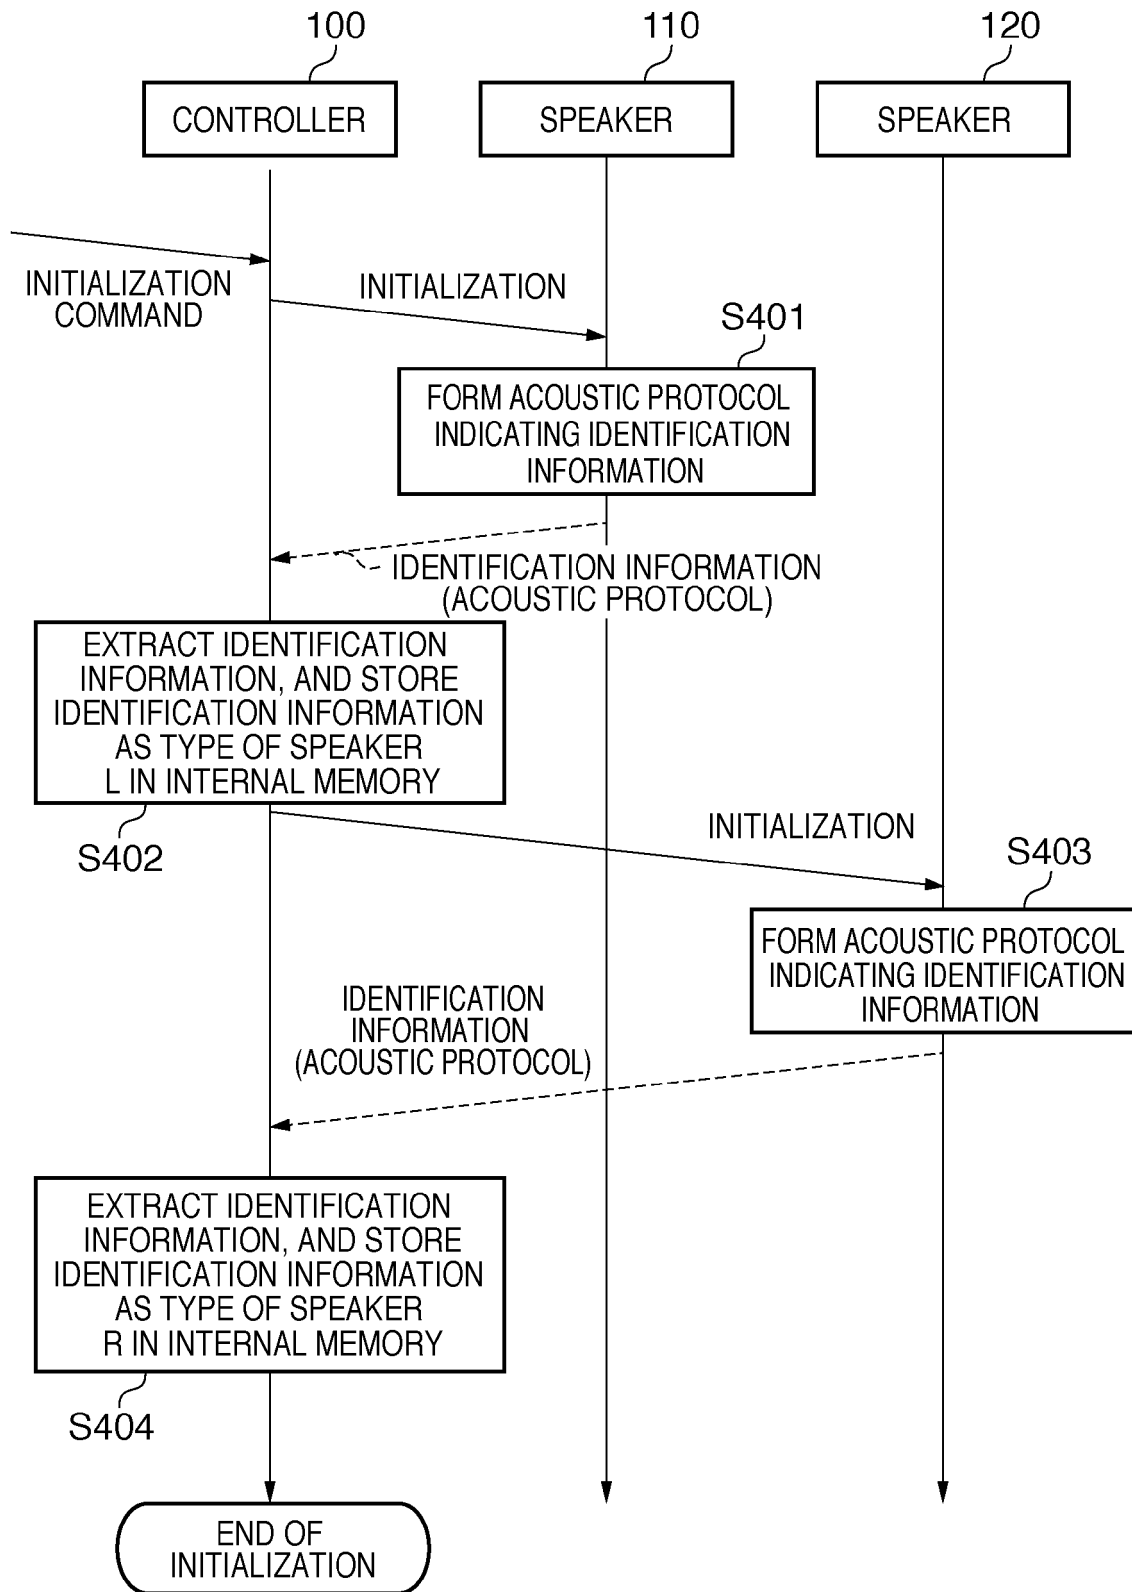 100
110
120
CONTROLLER
SPEAKER
SPEAKER
INITIALIZATION
COMMAND
INITIALIZATION
S401
FORM ACOUSTIC PROTOCOL
INDICATING IDENTIFICATION
INFORMATION
IDENTIFICATION INFORMATION
(ACOUSTIC PROTOCOL)
EXTRACT IDENTIFICATION
INFORMATION, AND STORE
IDENTIFICATION INFORMATION
AS TYPE OF SPEAKER
L IN INTERNAL MEMORY
S402
INITIALIZATION
S403
FORM ACOUSTIC PROTOCOL
INDICATING IDENTIFICATION
INFORMATION
IDENTIFICATION
INFORMATION
(ACOUSTIC PROTOCOL)
EXTRACT IDENTIFICATION
INFORMATION, AND STORE
IDENTIFICATION INFORMATION
AS TYPE OF SPEAKER
R IN INTERNAL MEMORY
S404
END OF
INITIALIZATION